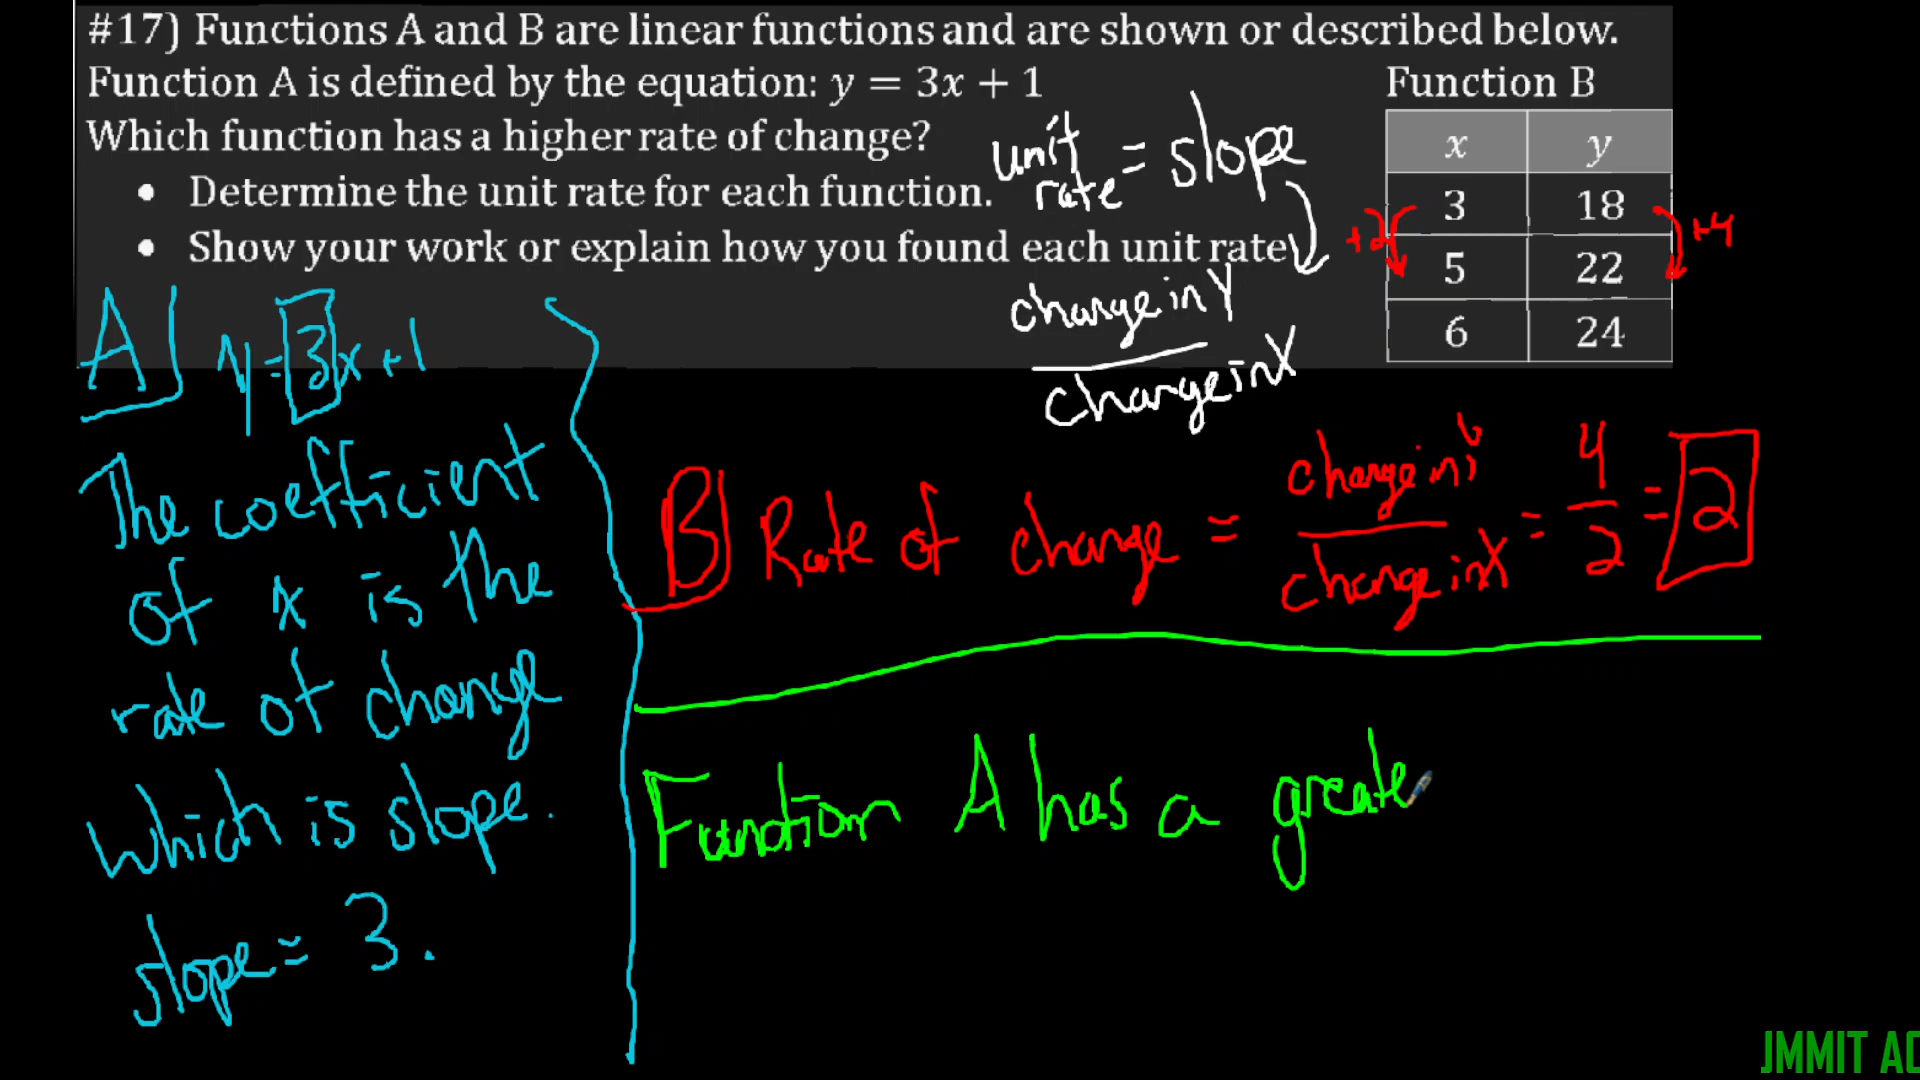 #17) Functions A and B are linear functions and are shown or described below.
Function A is defined by the equation: y = 3x + 1
Function B
Which function has a higher rate of change?
• Determine the unit rate for each function.
• Show your work or explain how you found each unit rate
unit rate = slope
change in Y
change in X
x y
3 18
5 22
6 24
+2
+4
A
y = 3x + 1
The coefficient
of x is the
rate of change
which is slope.
slope = 3.
B Rate of change = change in Y / change in X = 4/2 = 2
Function A has a greate
JMMIT AC